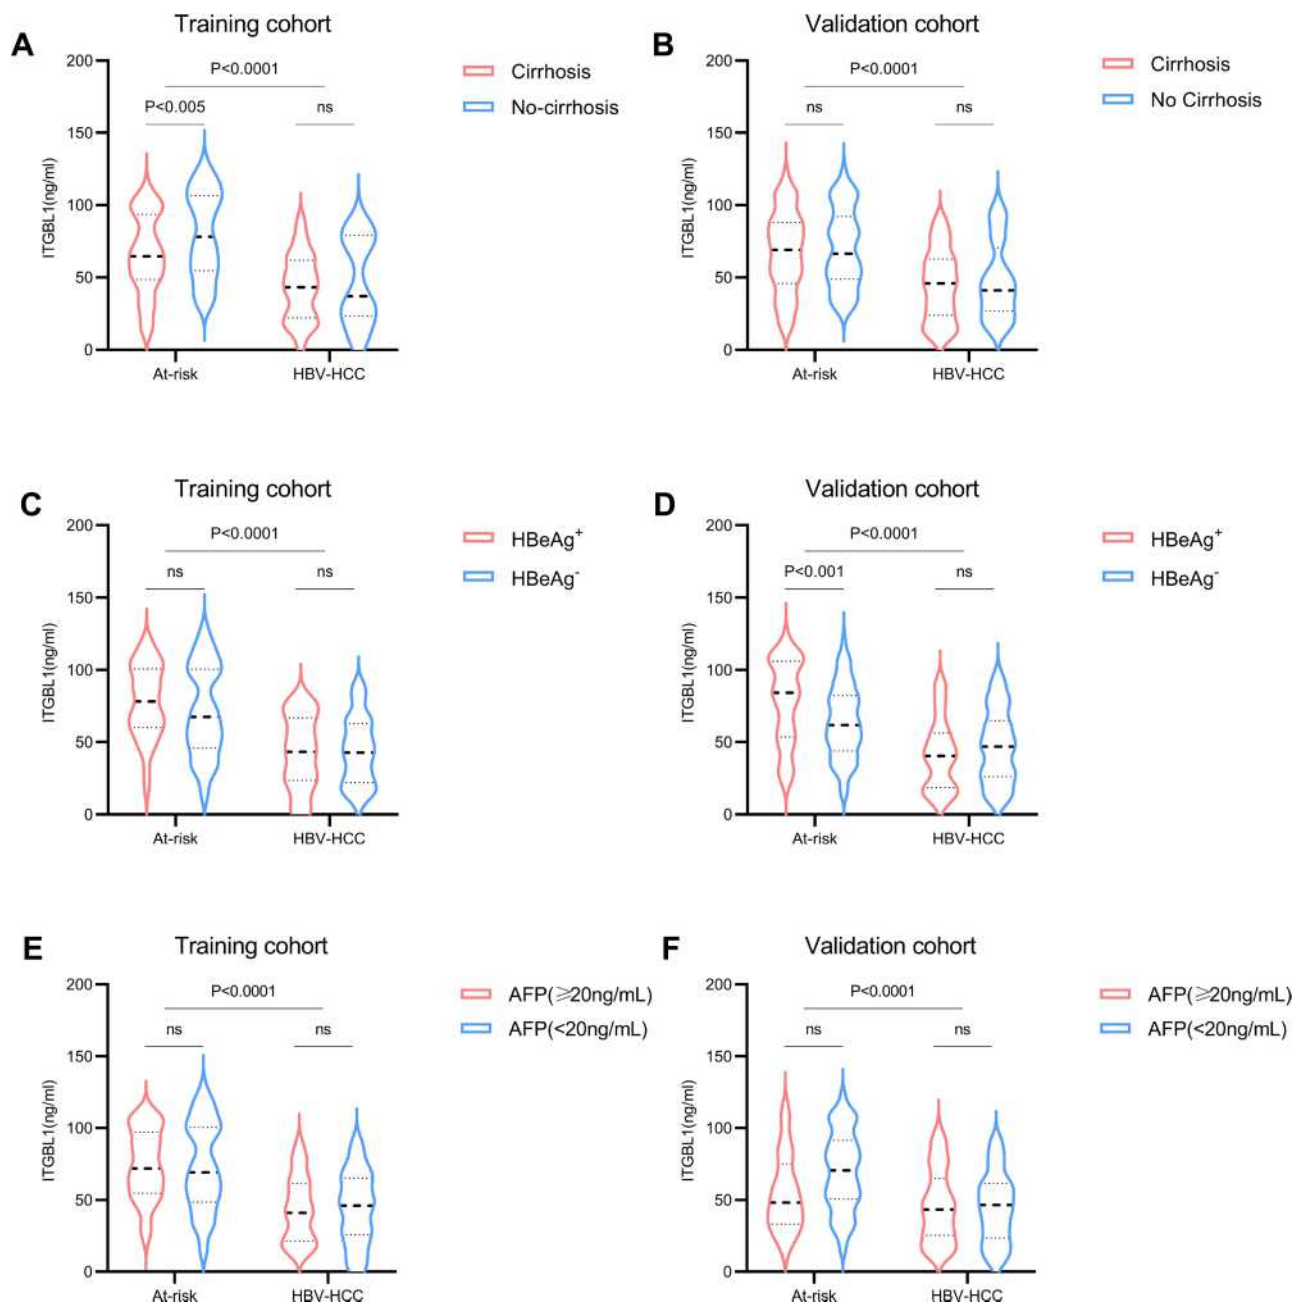 A
Training cohort
200
150
100
50
0
ITGBL1(ng/ml)
P<0.0001
P<0.005
ns
At-risk
HBV-HCC
Cirrhosis
No-cirrhosis
B
Validation cohort
200
150
100
50
0
ITGBL1(ng/ml)
P<0.0001
ns
ns
At-risk
HBV-HCC
Cirrhosis
No Cirrhosis
C
Training cohort
200
150
100
50
0
ITGBL1(ng/ml)
P<0.0001
ns
ns
At-risk
HBV-HCC
HBeAg⁺
HBeAg⁻
D
Validation cohort
200
150
100
50
0
ITGBL1(ng/ml)
P<0.0001
P<0.001
ns
At-risk
HBV-HCC
HBeAg⁺
HBeAg⁻
E
Training cohort
200
150
100
50
0
ITGBL1(ng/ml)
P<0.0001
ns
ns
At-risk
HBV-HCC
AFP(⩾20ng/mL)
AFP(<20ng/mL)
F
Validation cohort
200
150
100
50
0
ITGBL1(ng/ml)
P<0.0001
ns
ns
At-risk
HBV-HCC
AFP(⩾20ng/mL)
AFP(<20ng/mL)